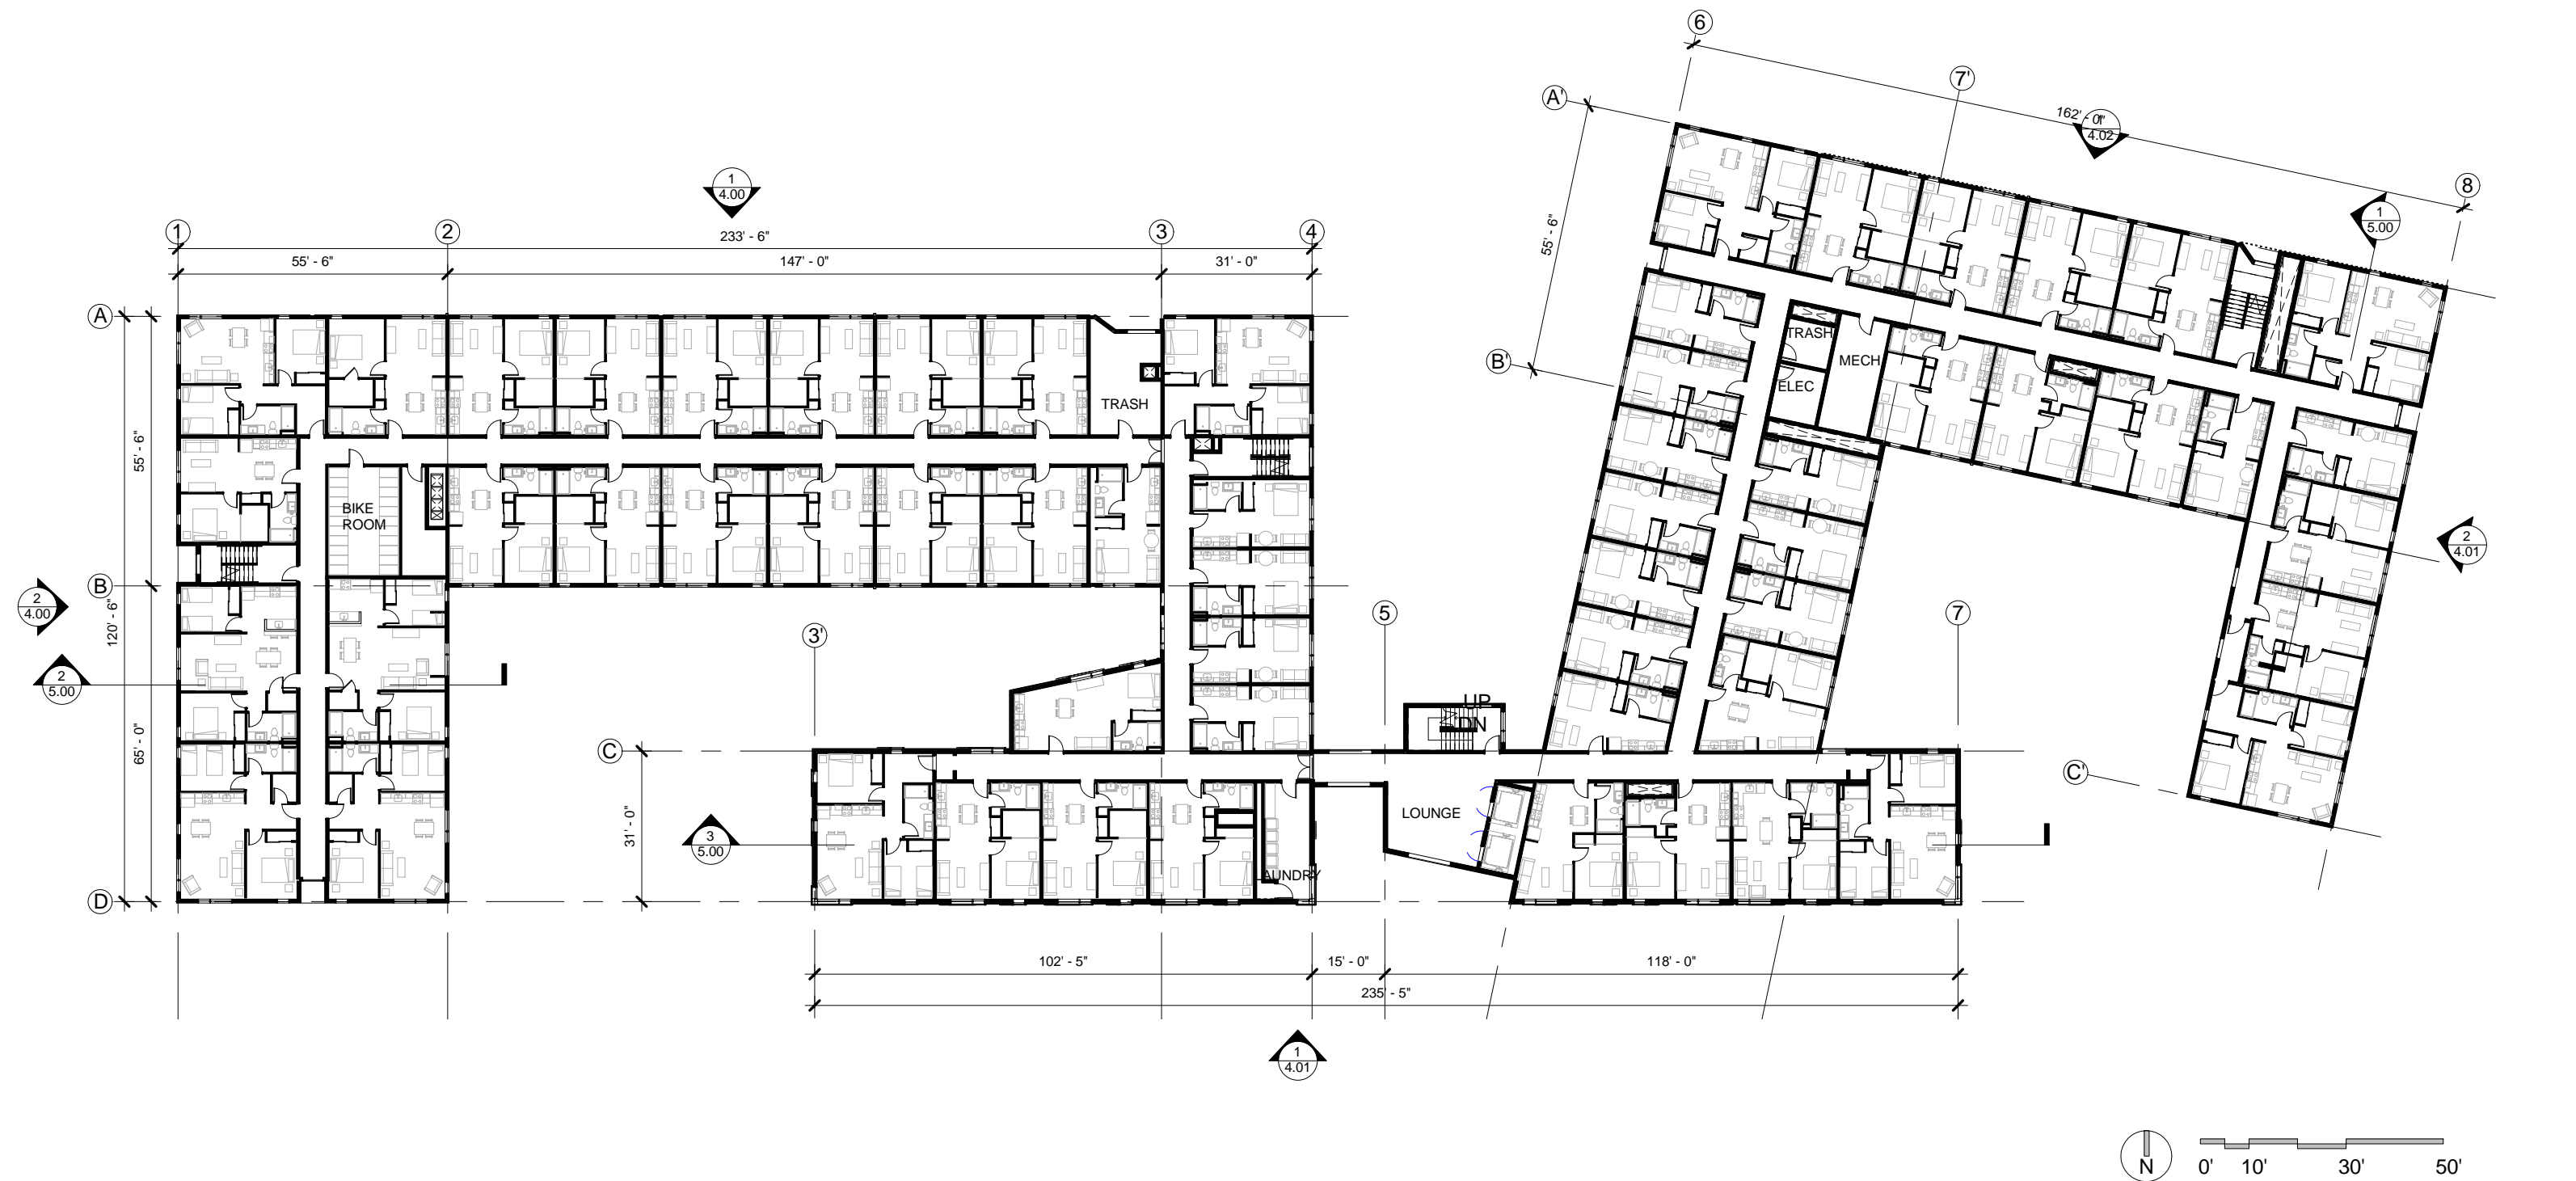 6
7'
A'
162' - 0"
1
4.02
8
1
5.00
55' - 6"
1
4.00
1
2
3
4
233' - 6"
55' - 6"
147' - 0"
31' - 0"
A
B'
TRASH
MECH
ELEC
TRASH
55' - 6"
BIKE
ROOM
2
4.01
B
2
4.00
120' - 6"
5
7
3'
2
5.00
UP
DN
65' - 0"
C
C'
31' - 0"
LOUNGE
3
5.00
LAUNDRY
D
102' - 5"
15' - 0"
118' - 0"
235' - 5"
1
4.01
N
0'
10'
30'
50'